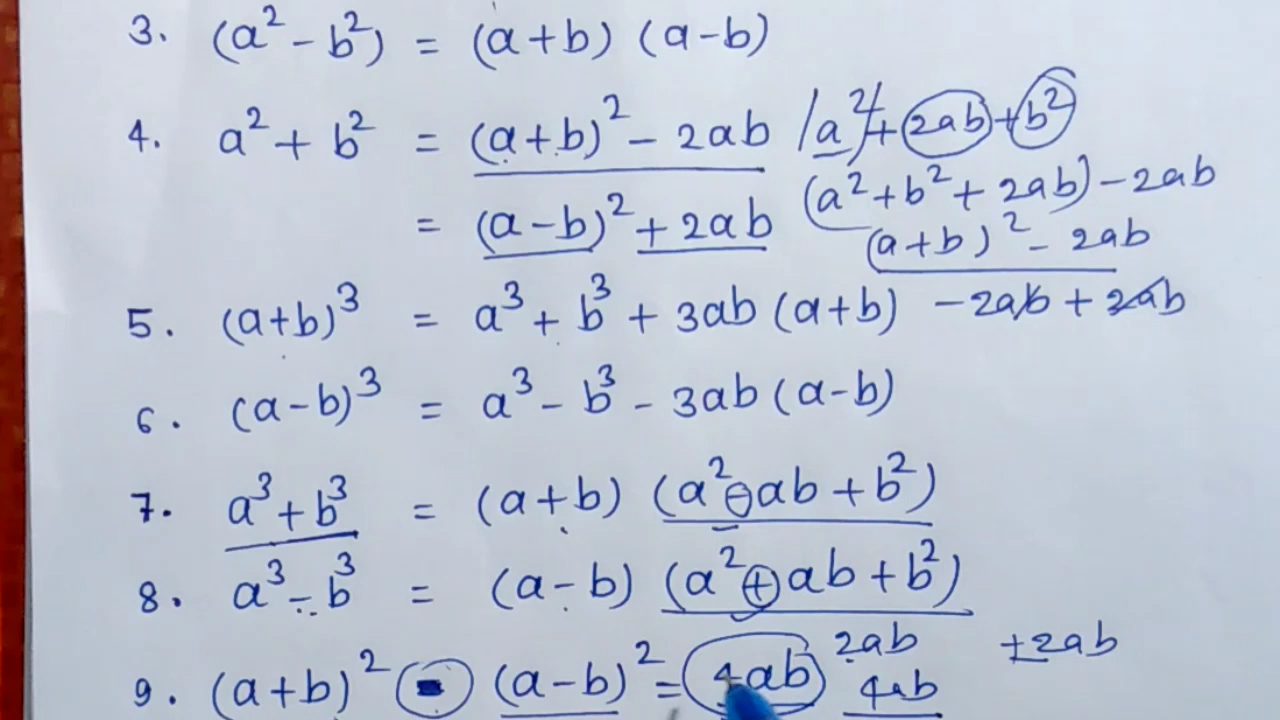 3. (a² - b²) = (a+b) (a-b)
4. a² + b² = (a+b)² - 2ab /a²/+ 2ab + b²
(a² + b² + 2ab) - 2ab
= (a-b)² + 2ab
(a+b)² - 2ab
5. (a+b)³ = a³ + b³ + 3ab (a+b) - 2ab + 2ab
6. (a-b)³ = a³ - b³ - 3ab (a-b)
7. a³ + b³ = (a+b) (a² - ab + b²)
8. a³ - b³ = (a-b) (a² + ab + b²)
2ab +2ab
9. (a+b)² - (a-b)² = 4ab 4ab